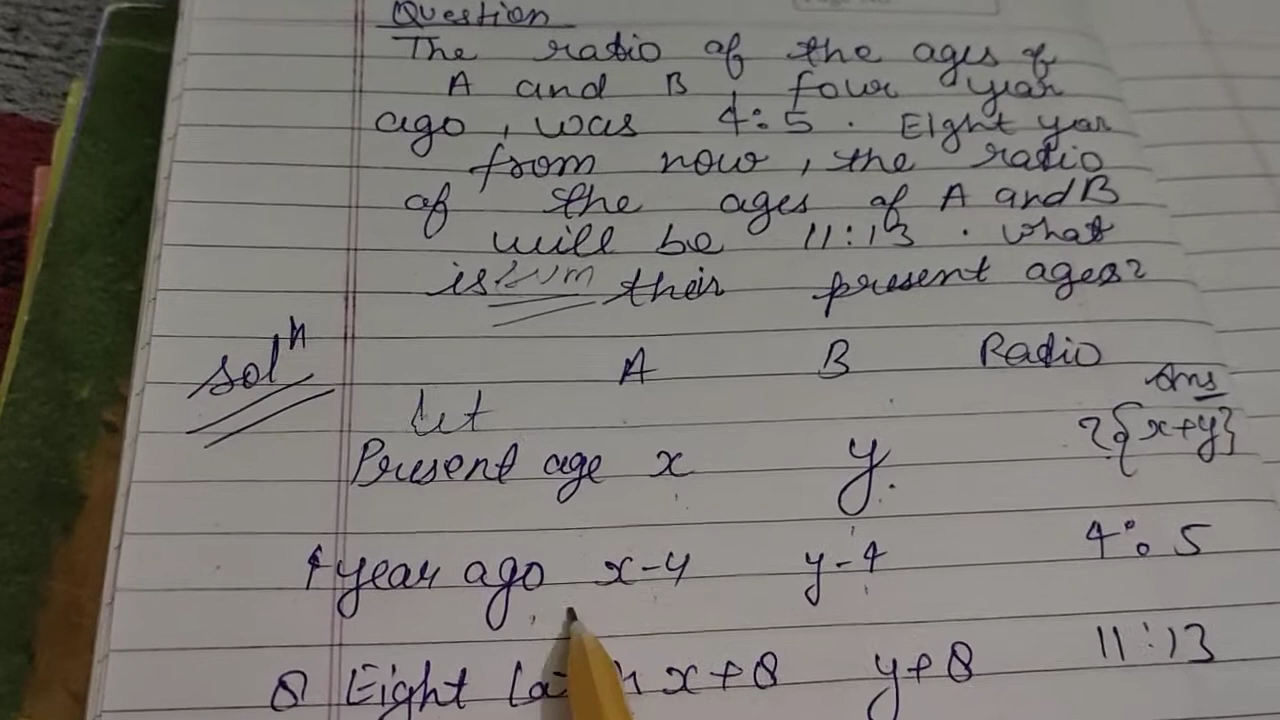 Question
The ratio of the ages of
A and B, four year
ago, was 4:5. Eight year
from now, the ratio
of the ages of A and B
will be 11:13. What
is sum their present ages?
Solⁿ A B Ratio
Ans
Let
Present age x y ?{x+y}
4 year ago x-4 y-4 4:5
8 Eight x+8 y+8 11:13